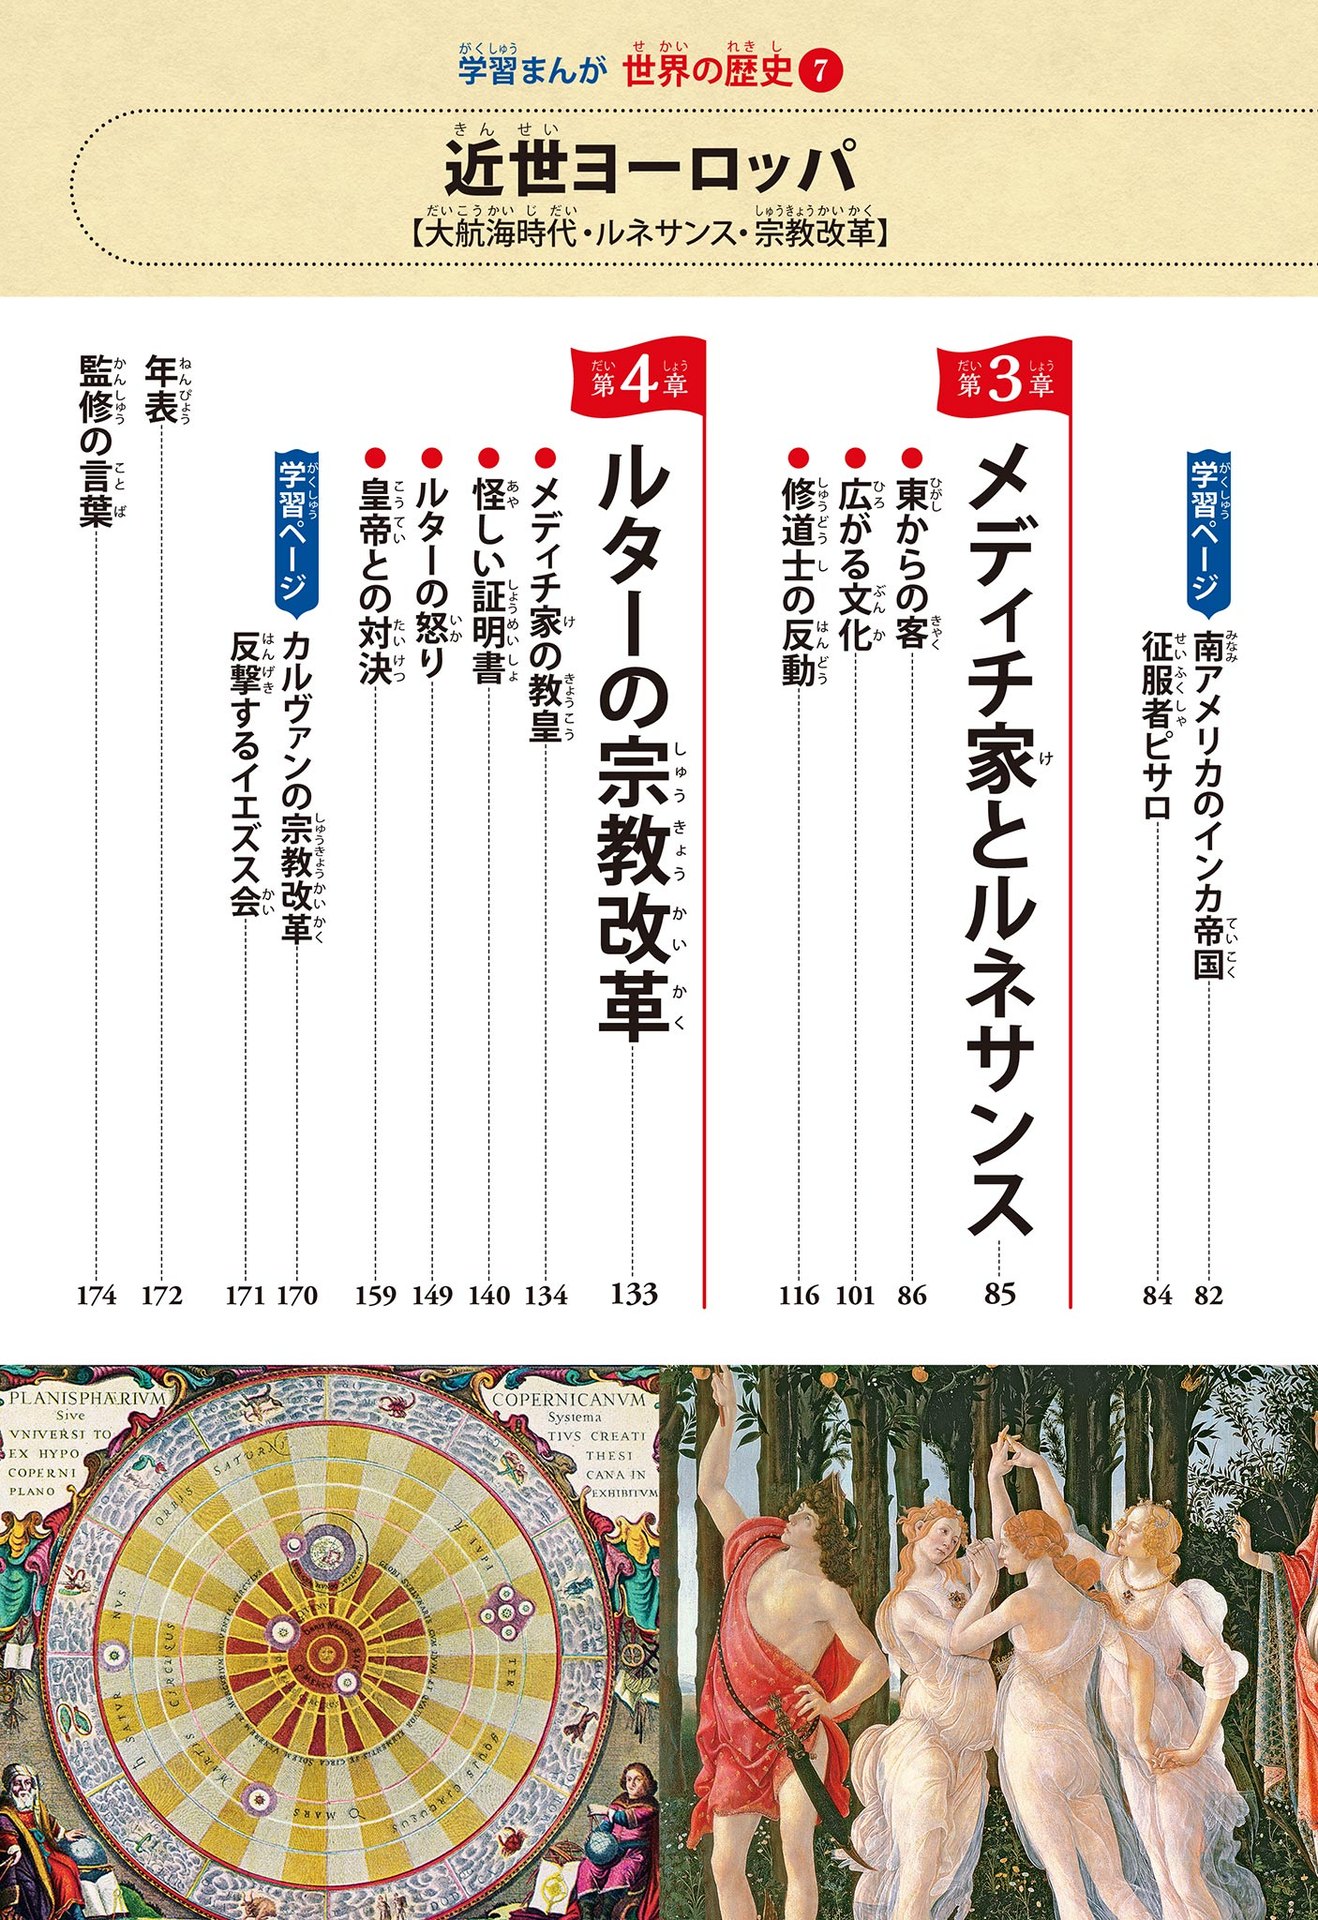 学習まんが 世界の歴史 7
近世ヨーロッパ
【大航海時代・ルネサンス・宗教改革】
学習ページ
南アメリカのインカ帝国 82
征服者ピサロ 84
第3章
メディチ家とルネサンス 85
東からの客 86
広がる文化 101
修道士の反動 116
第4章
ルターの宗教改革 133
メディチ家の教皇 134
怪しい証明書 140
ルターの怒り 149
皇帝との対決 159
学習ページ
カルヴァンの宗教改革 170
反撃するイエズス会 171
年表 172
監修の言葉 174
PLANISPHÆRIVM
Sive
VNIVERSI TO
EX HYPO
COPERNI
PLANO
COPERNICANVM
Systema
TIVS CREATI
THESI
CANA IN
EXHIBITVM
ORBIS SATURNI
MARS